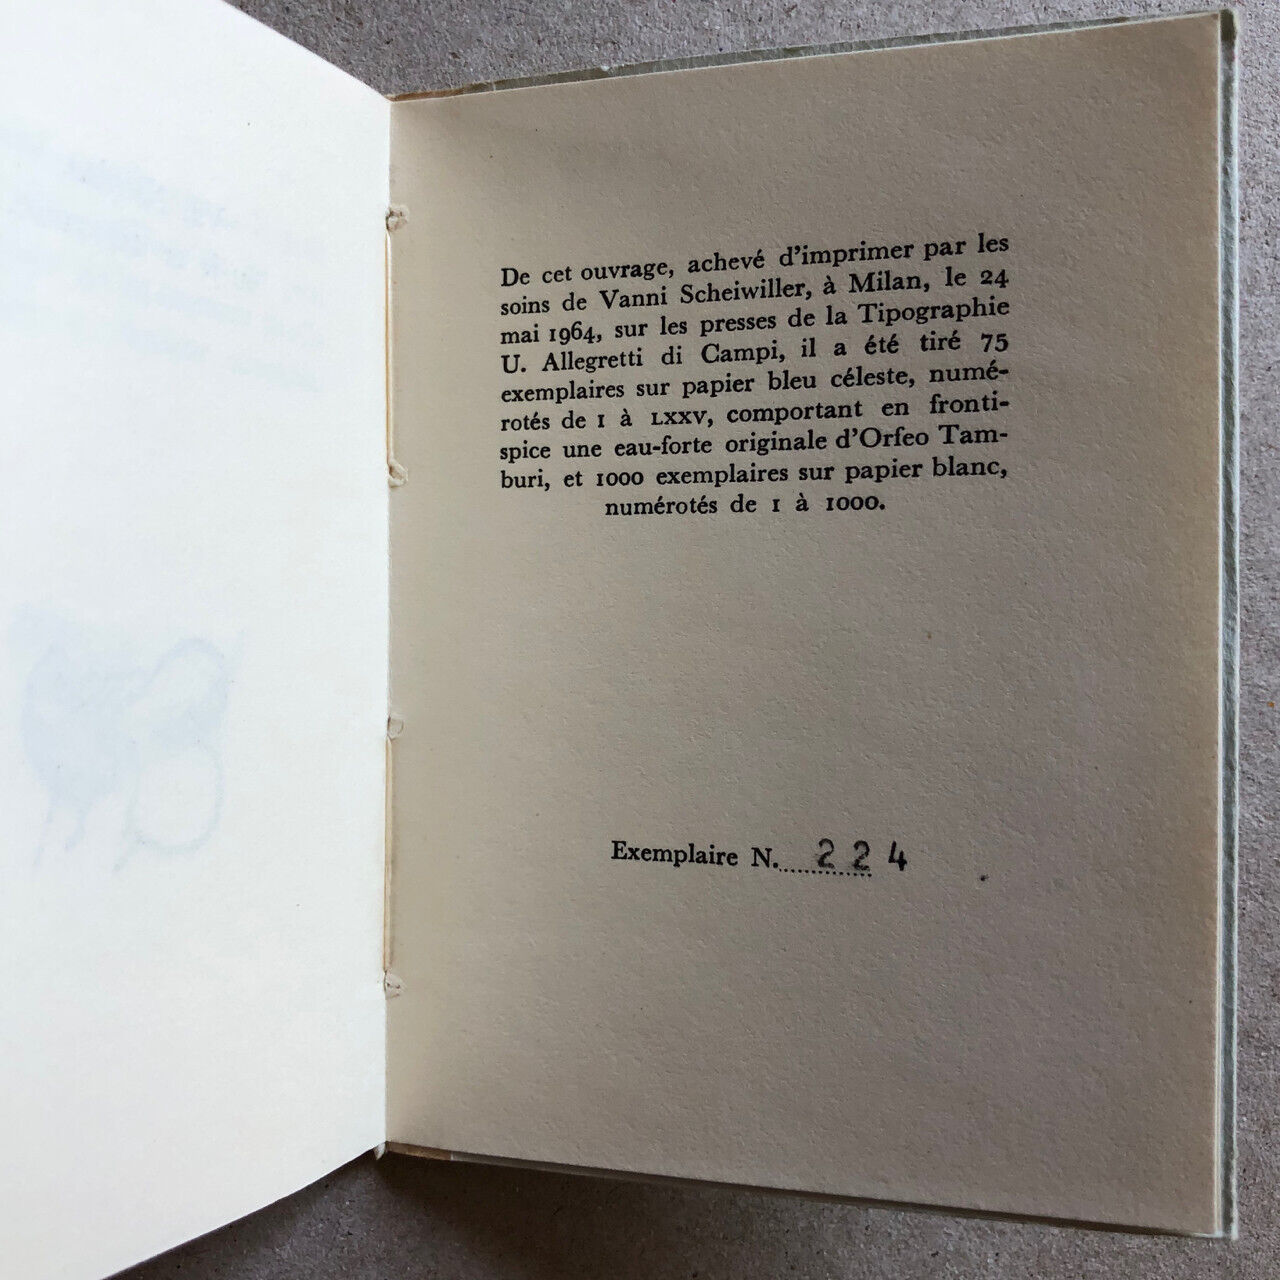 De cet ouvrage, achevé d'imprimer par les
soins de Vanni Scheiwiller, à Milan, le 24
mai 1964, sur les presses de la Tipographie
U. Allegretti di Campi, il a été tiré 75
exemplaires sur papier bleu céleste, numé-
rotés de I à LXXV, comportant en fronti-
spice une eau-forte originale d'Orfeo Tam-
buri, et 1000 exemplaires sur papier blanc,
numérotés de 1 à 1000.
Exemplaire N. 224